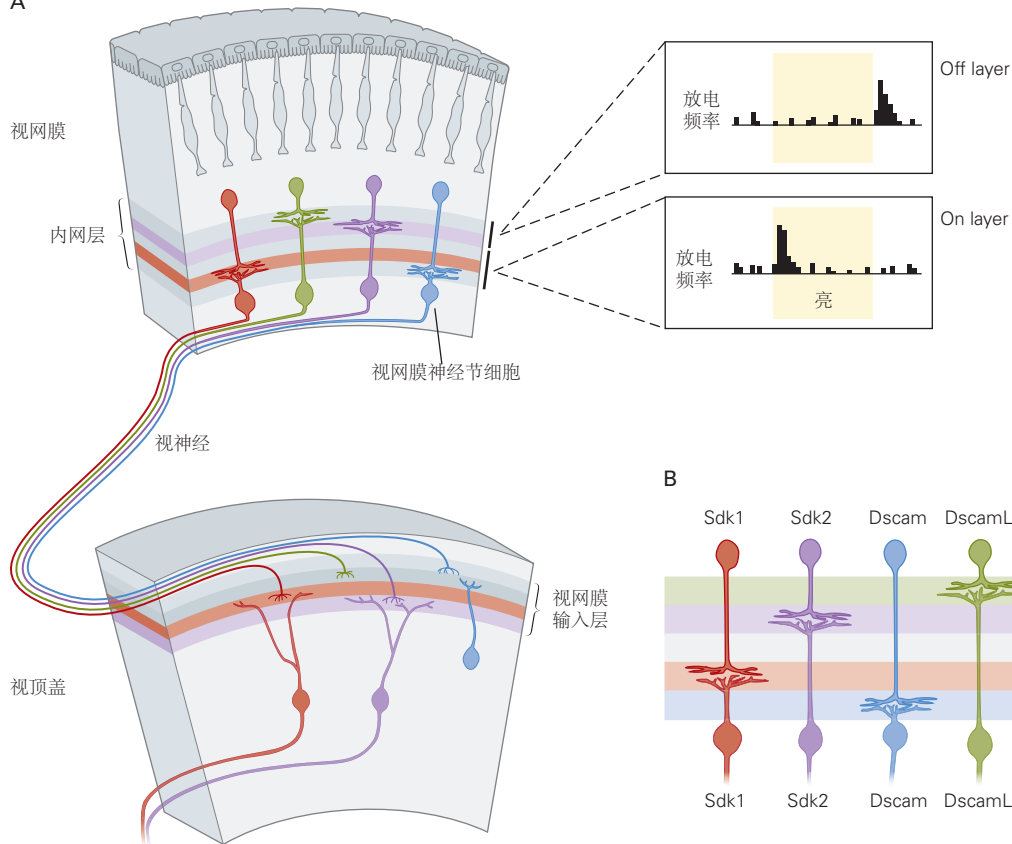 A
视网膜
内网层
放电
频率
Off layer
放电
频率
亮
On layer
视网膜神经节细胞
视神经
视网膜
输入层
视顶盖
B
Sdk1 Sdk2 Dscam DscamL
Sdk1 Sdk2 Dscam DscamL